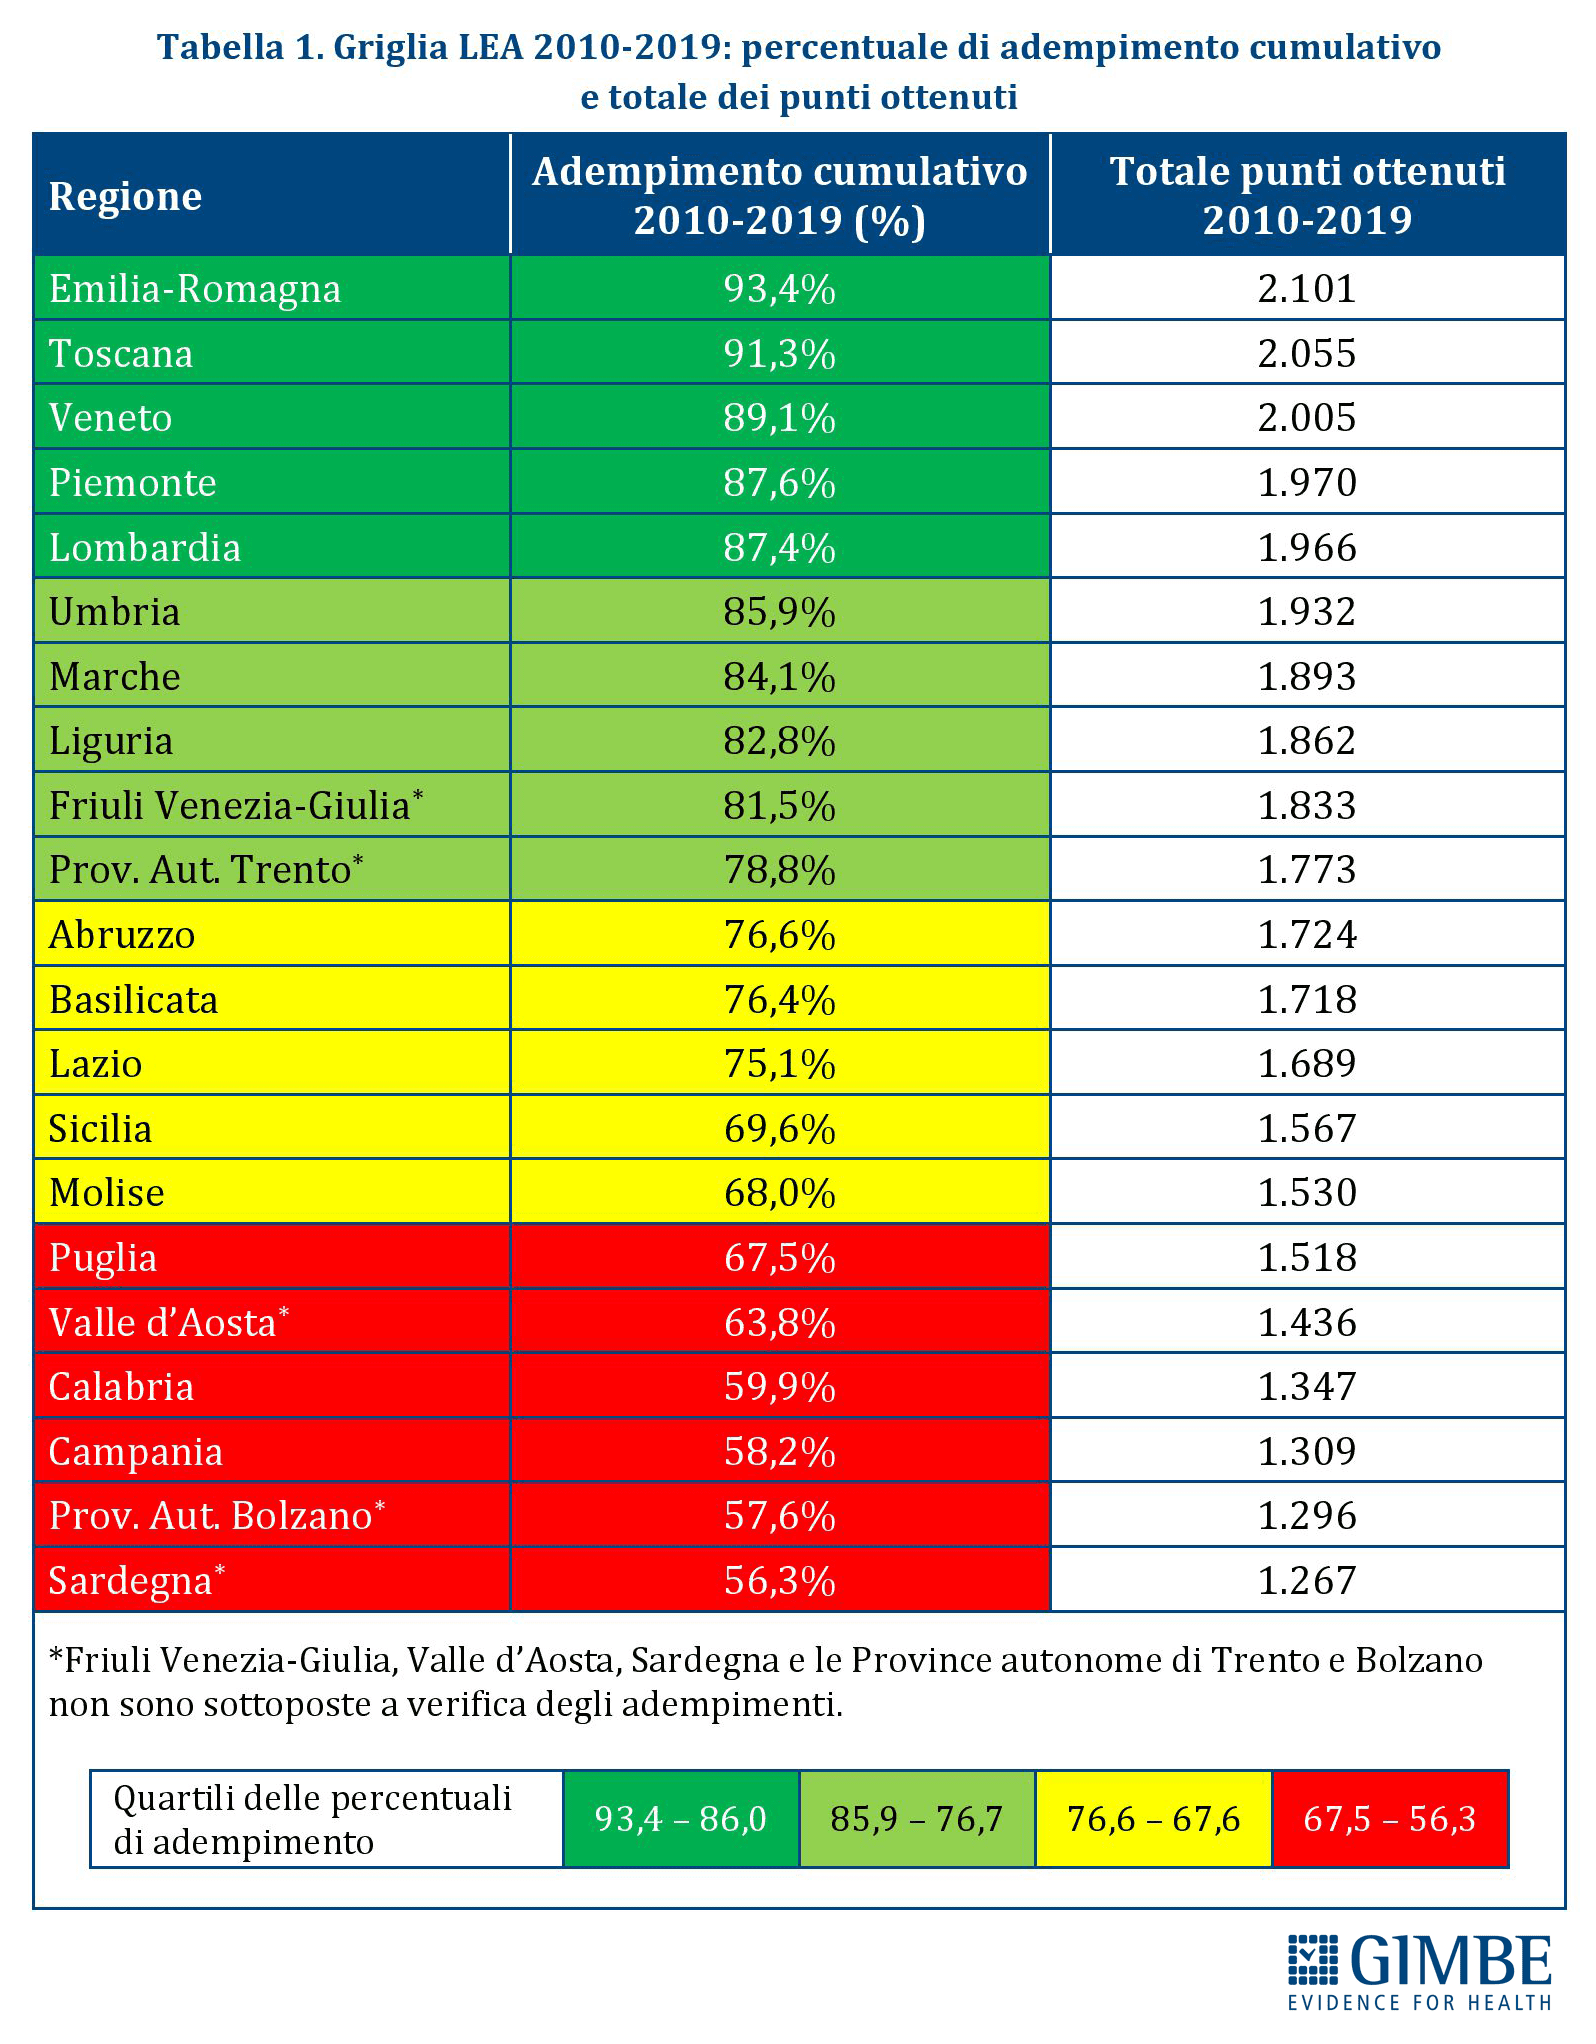 Tabella 1. Griglia LEA 2010-2019: percentuale di adempimento cumulativo
e totale dei punti ottenuti
Regione
Adempimento cumulativo
2010-2019 (%)
Totale punti ottenuti
2010-2019
Emilia-Romagna 93,4% 2.101
Toscana 91,3% 2.055
Veneto 89,1% 2.005
Piemonte 87,6% 1.970
Lombardia 87,4% 1.966
Umbria 85,9% 1.932
Marche 84,1% 1.893
Liguria 82,8% 1.862
Friuli Venezia-Giulia* 81,5% 1.833
Prov. Aut. Trento* 78,8% 1.773
Abruzzo 76,6% 1.724
Basilicata 76,4% 1.718
Lazio 75,1% 1.689
Sicilia 69,6% 1.567
Molise 68,0% 1.530
Puglia 67,5% 1.518
Valle d’Aosta* 63,8% 1.436
Calabria 59,9% 1.347
Campania 58,2% 1.309
Prov. Aut. Bolzano* 57,6% 1.296
Sardegna* 56,3% 1.267
*Friuli Venezia-Giulia, Valle d’Aosta, Sardegna e le Province autonome di Trento e Bolzano
non sono sottoposte a verifica degli adempimenti.
Quartili delle percentuali
di adempimento
93,4 – 86,0 85,9 – 76,7 76,6 – 67,6 67,5 – 56,3
GIMBE
EVIDENCE FOR HEALTH